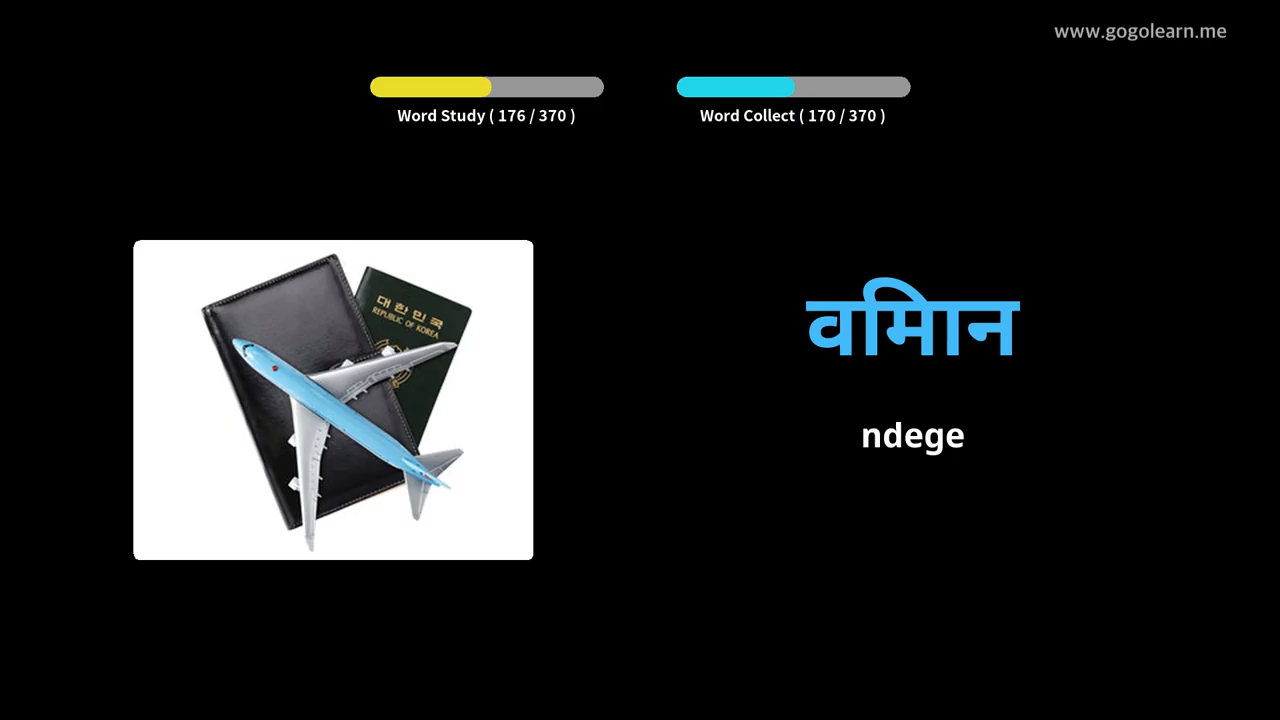 www.gogolearn.me
Word Study ( 176 / 370 )
Word Collect ( 170 / 370 )
대한민국
REPUBLIC OF KOREA
विमान
ndege